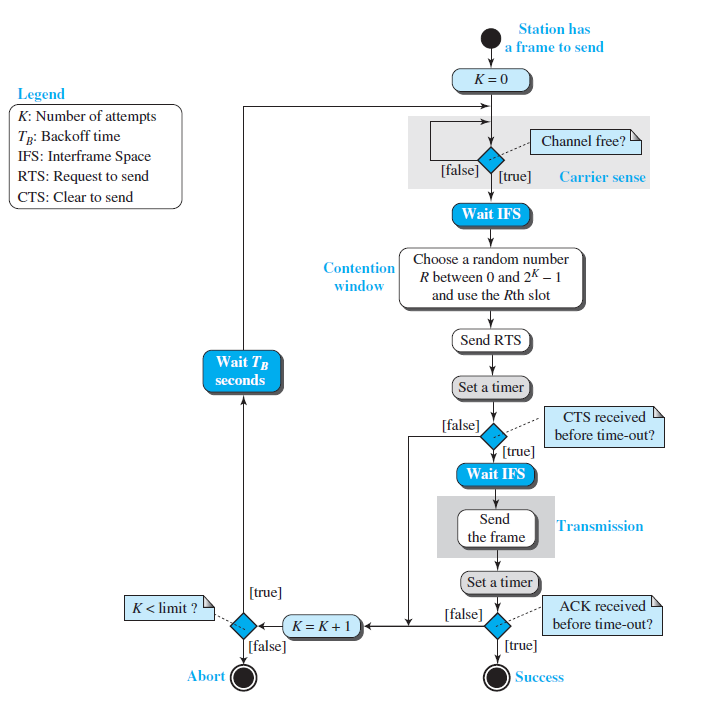 Station has
a frame to send
K = 0
Legend
K: Number of attempts
T_B: Backoff time
IFS: Interframe Space
RTS: Request to send
CTS: Clear to send
Channel free?
[false]
[true]
Carrier sense
Wait IFS
Contention
window
Choose a random number
R between 0 and 2^K – 1
and use the Rth slot
Send RTS
Wait T_B
seconds
Set a timer
CTS received
before time-out?
[false]
[true]
Wait IFS
Send
the frame
Transmission
Set a timer
[true]
K < limit ?
K = K + 1
[false]
ACK received
before time-out?
[false]
[true]
Abort
Success